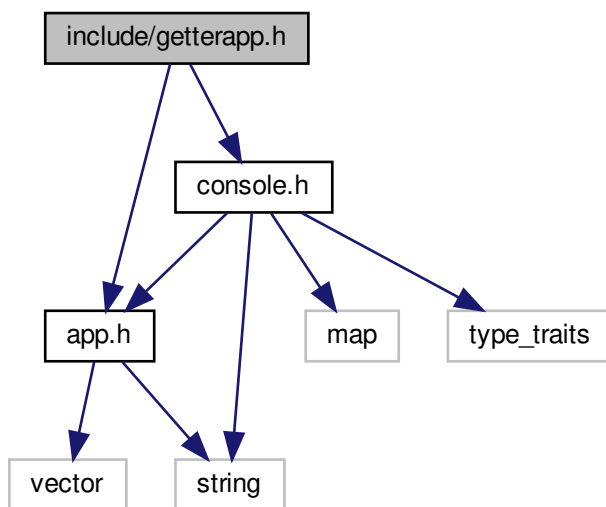 include/getterapp.h
console.h
app.h
map
type_traits
vector
string